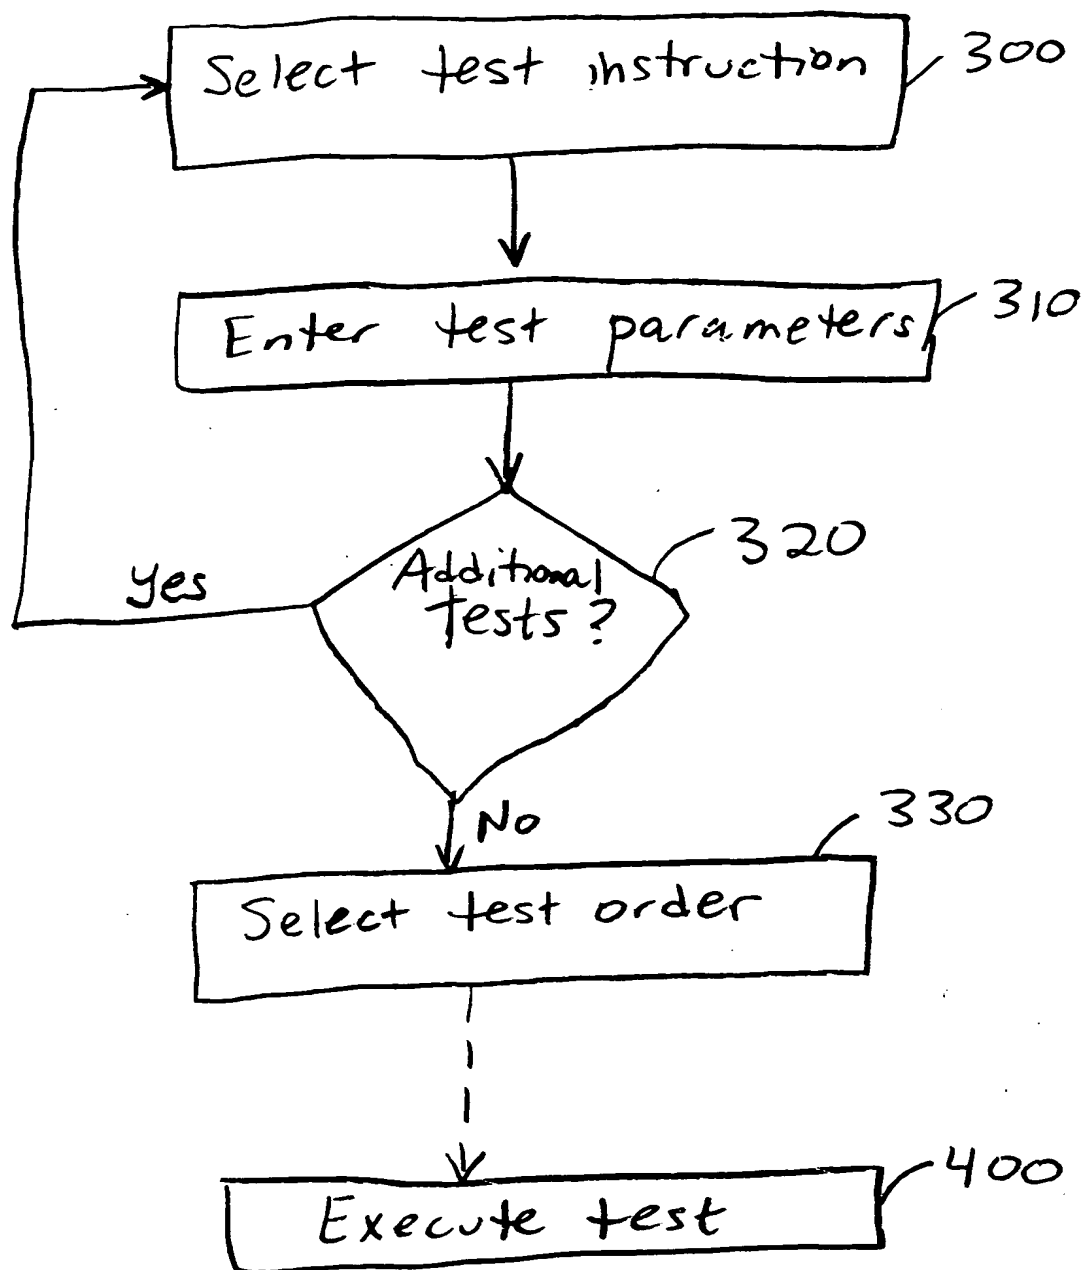 Select test instruction
300
Enter test parameters
310
Additional
Tests?
320
yes
No
330
Select test order
400
Execute test